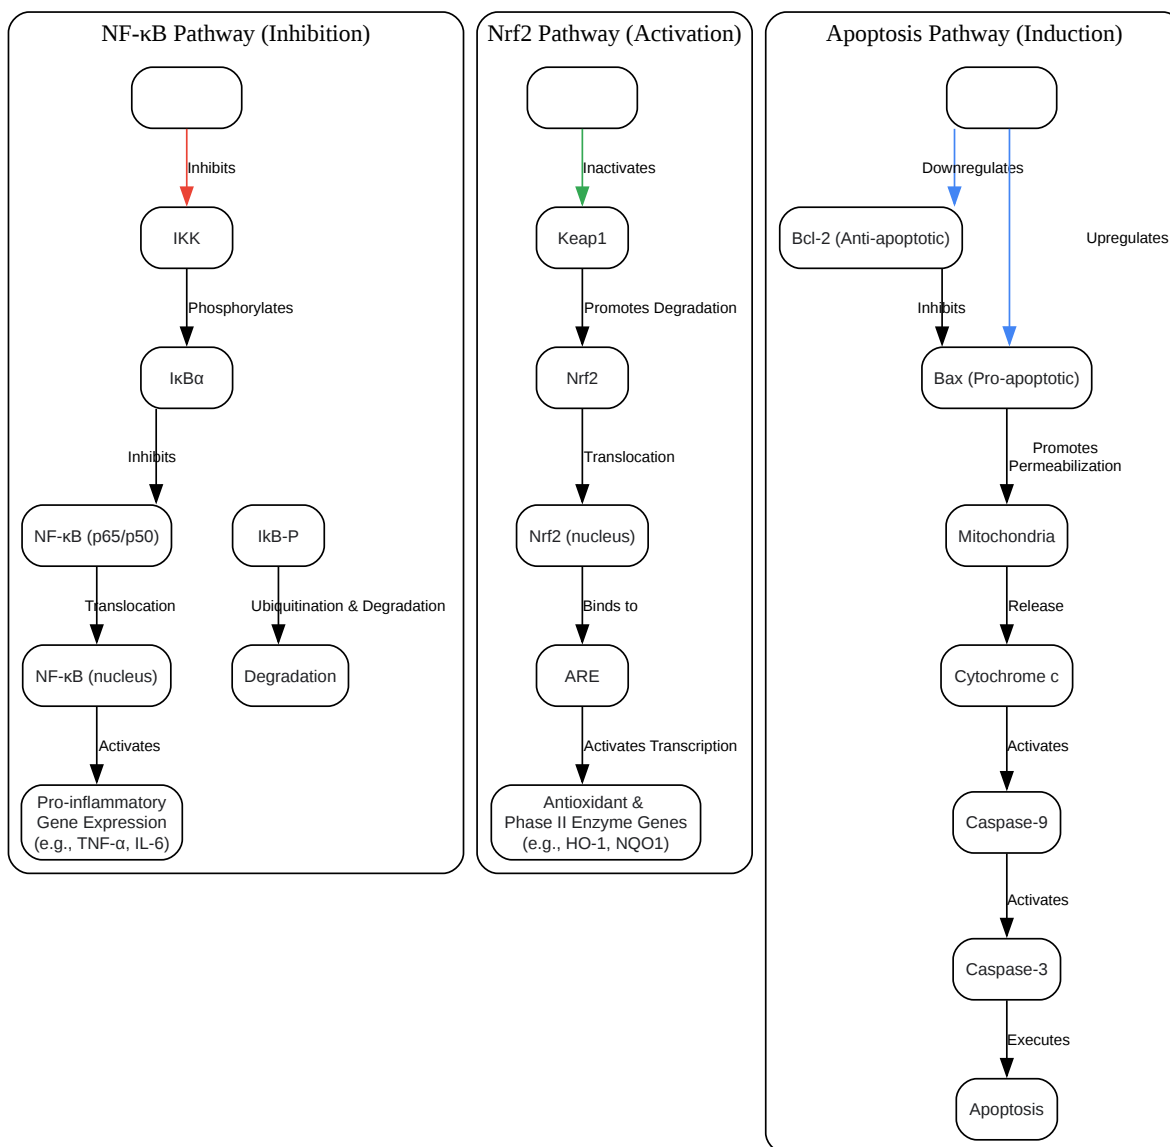 NF-κB Pathway (Inhibition)
Inhibits
IKK
Phosphorylates
IκBα
Inhibits
NF-κB (p65/p50)
IkB-P
Translocation
Ubiquitination & Degradation
NF-κB (nucleus)
Degradation
Activates
Pro-inflammatory
Gene Expression
(e.g., TNF-α, IL-6)
Nrf2 Pathway (Activation)
Inactivates
Keap1
Promotes Degradation
Nrf2
Translocation
Nrf2 (nucleus)
Binds to
ARE
Activates Transcription
Antioxidant &
Phase II Enzyme Genes
(e.g., HO-1, NQO1)
Apoptosis Pathway (Induction)
Downregulates
Bcl-2 (Anti-apoptotic)
Upregulates
Inhibits
Bax (Pro-apoptotic)
Promotes
Permeabilization
Mitochondria
Release
Cytochrome c
Activates
Caspase-9
Activates
Caspase-3
Executes
Apoptosis